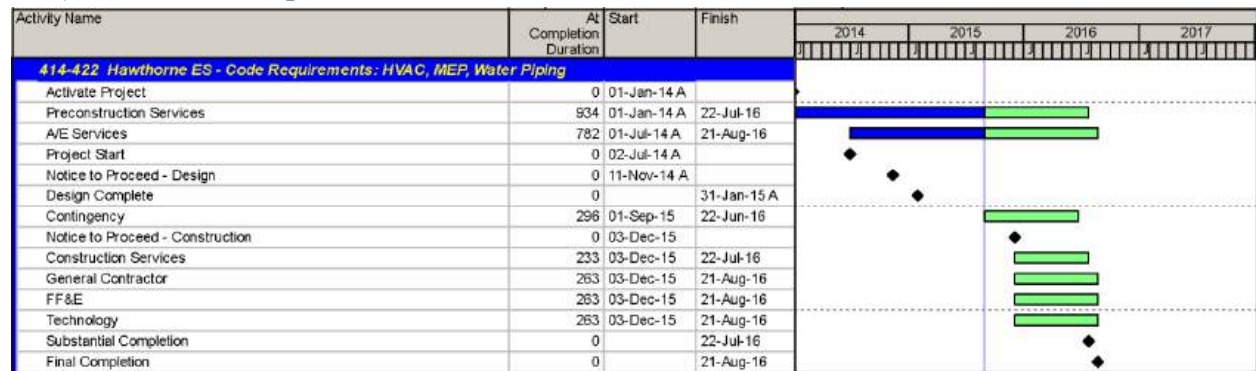 Activity Name At Completion Duration Start Finish 2014 2015 2016 2017
J J J J J J J J
414-422 Hawthorne ES - Code Requirements: HVAC, MEP, Water Piping
Activate Project 0 01-Jan-14 A
Preconstruction Services 934 01-Jan-14 A 22-Jul-16
A/E Services 782 01-Jul-14 A 21-Aug-16
Project Start 0 02-Jul-14 A
Notice to Proceed - Design 0 11-Nov-14 A
Design Complete 0 31-Jan-15 A
Contingency 296 01-Sep-15 22-Jun-16
Notice to Proceed - Construction 0 03-Dec-15
Construction Services 233 03-Dec-15 22-Jul-16
General Contractor 263 03-Dec-15 21-Aug-16
FF&E 263 03-Dec-15 21-Aug-16
Technology 263 03-Dec-15 21-Aug-16
Substantial Completion 0 22-Jul-16
Final Completion 0 21-Aug-16